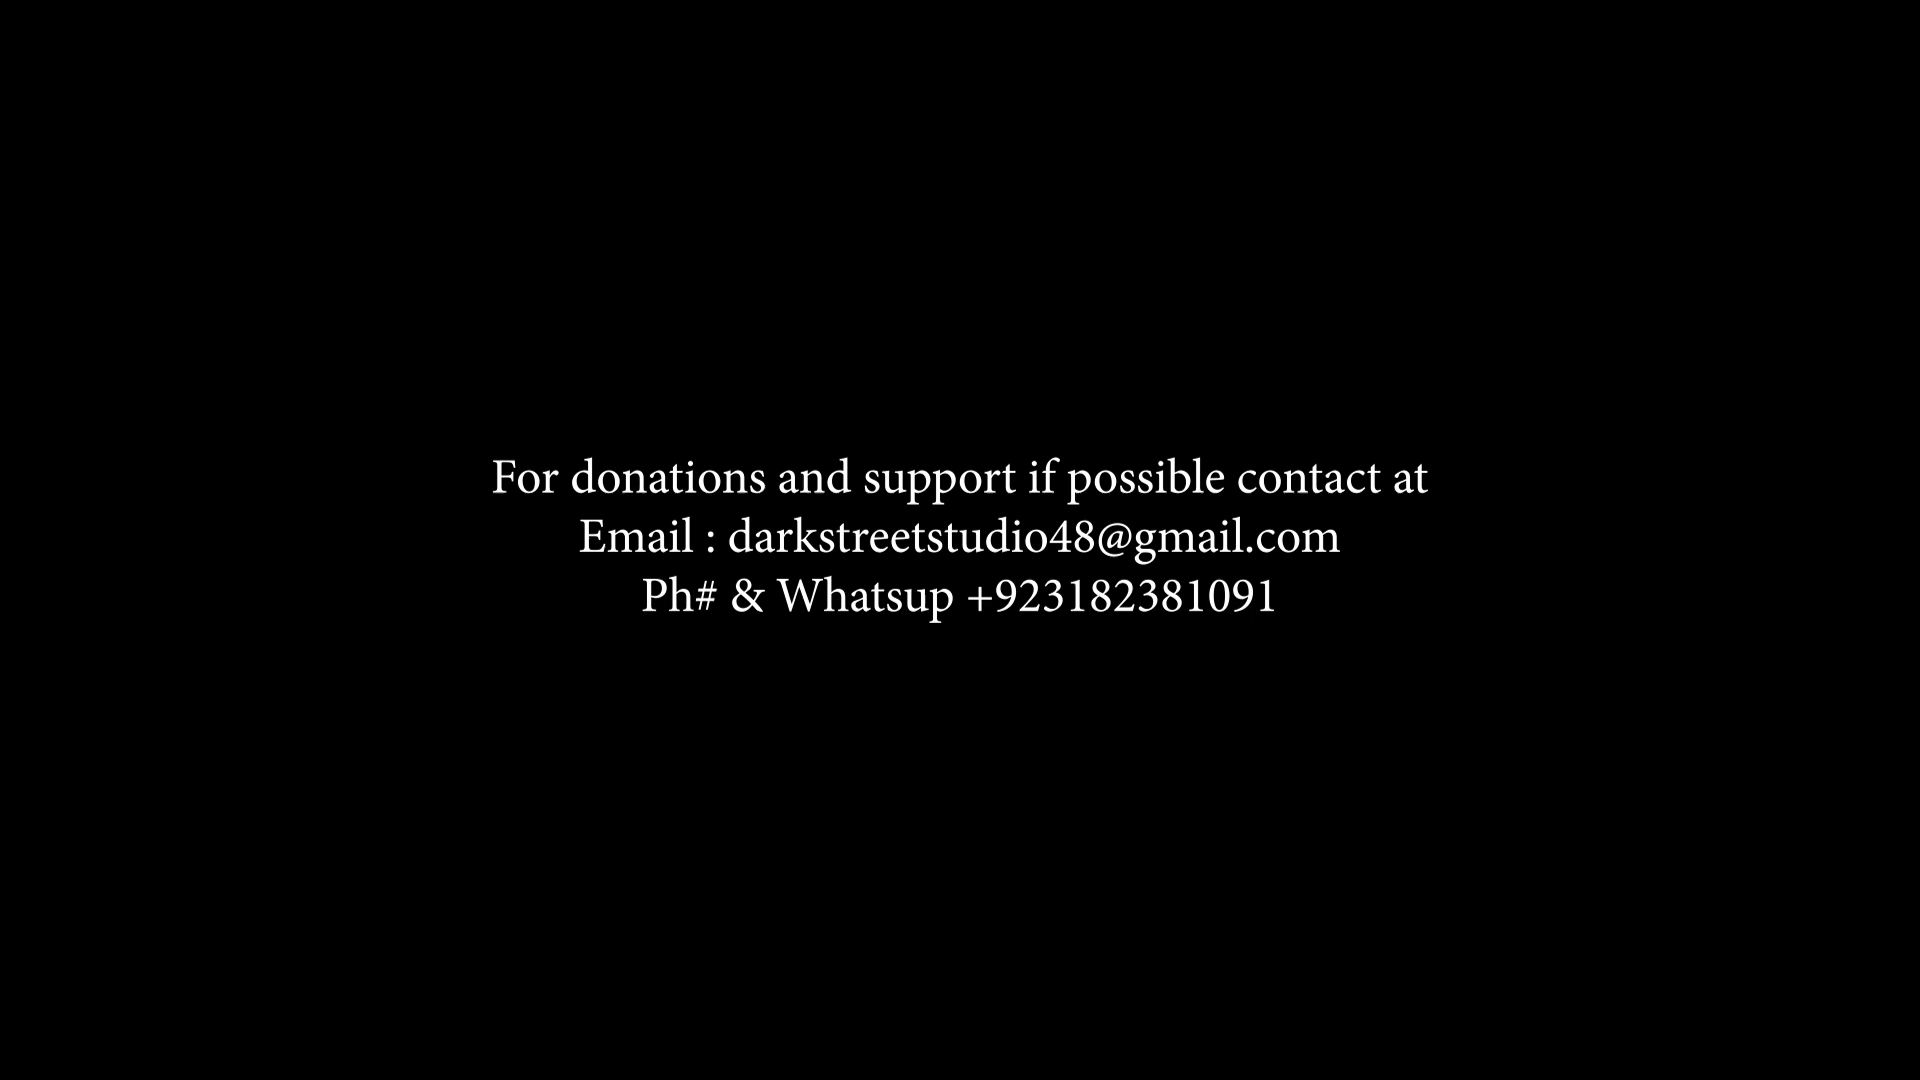 For donations and support if possible contact at
Email : darkstreetstudio48@gmail.com
Ph# & Whatsup +923182381091